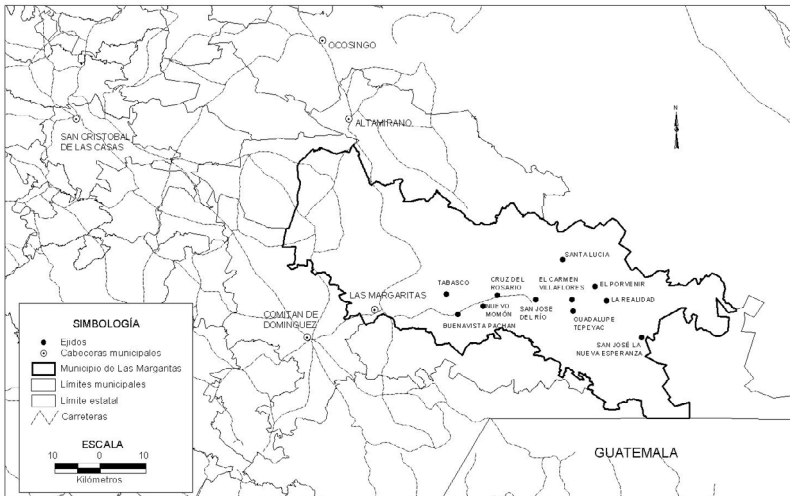 OCOSINGO
ALTAMIRANO
SAN CRISTOBAL
DE LAS CASAS
N
SANTA LUCIA
TABASCO
CRUZ DEL
ROSARIO
EL CARMEN
VILLAFLORES
EL PORVENIR
LA REALIDAD
LAS MARGARITAS
NUEVO
MOMÓN
SAN JOSE
DEL RÍO
GUADALUPE
TEPEYAC
BUENAVISTA PACHAN
COMITAN DE
DOMINGUEZ
SAN JOSÉ LA
NUEVA ESPERANZA
SIMBOLOGÍA
Ejidos
Cabeceras municipales
Municipio de Las Margaritas
Límites municipales
Límite estatal
Carreteras
ESCALA
10 0 10
Kilómetros
GUATEMALA